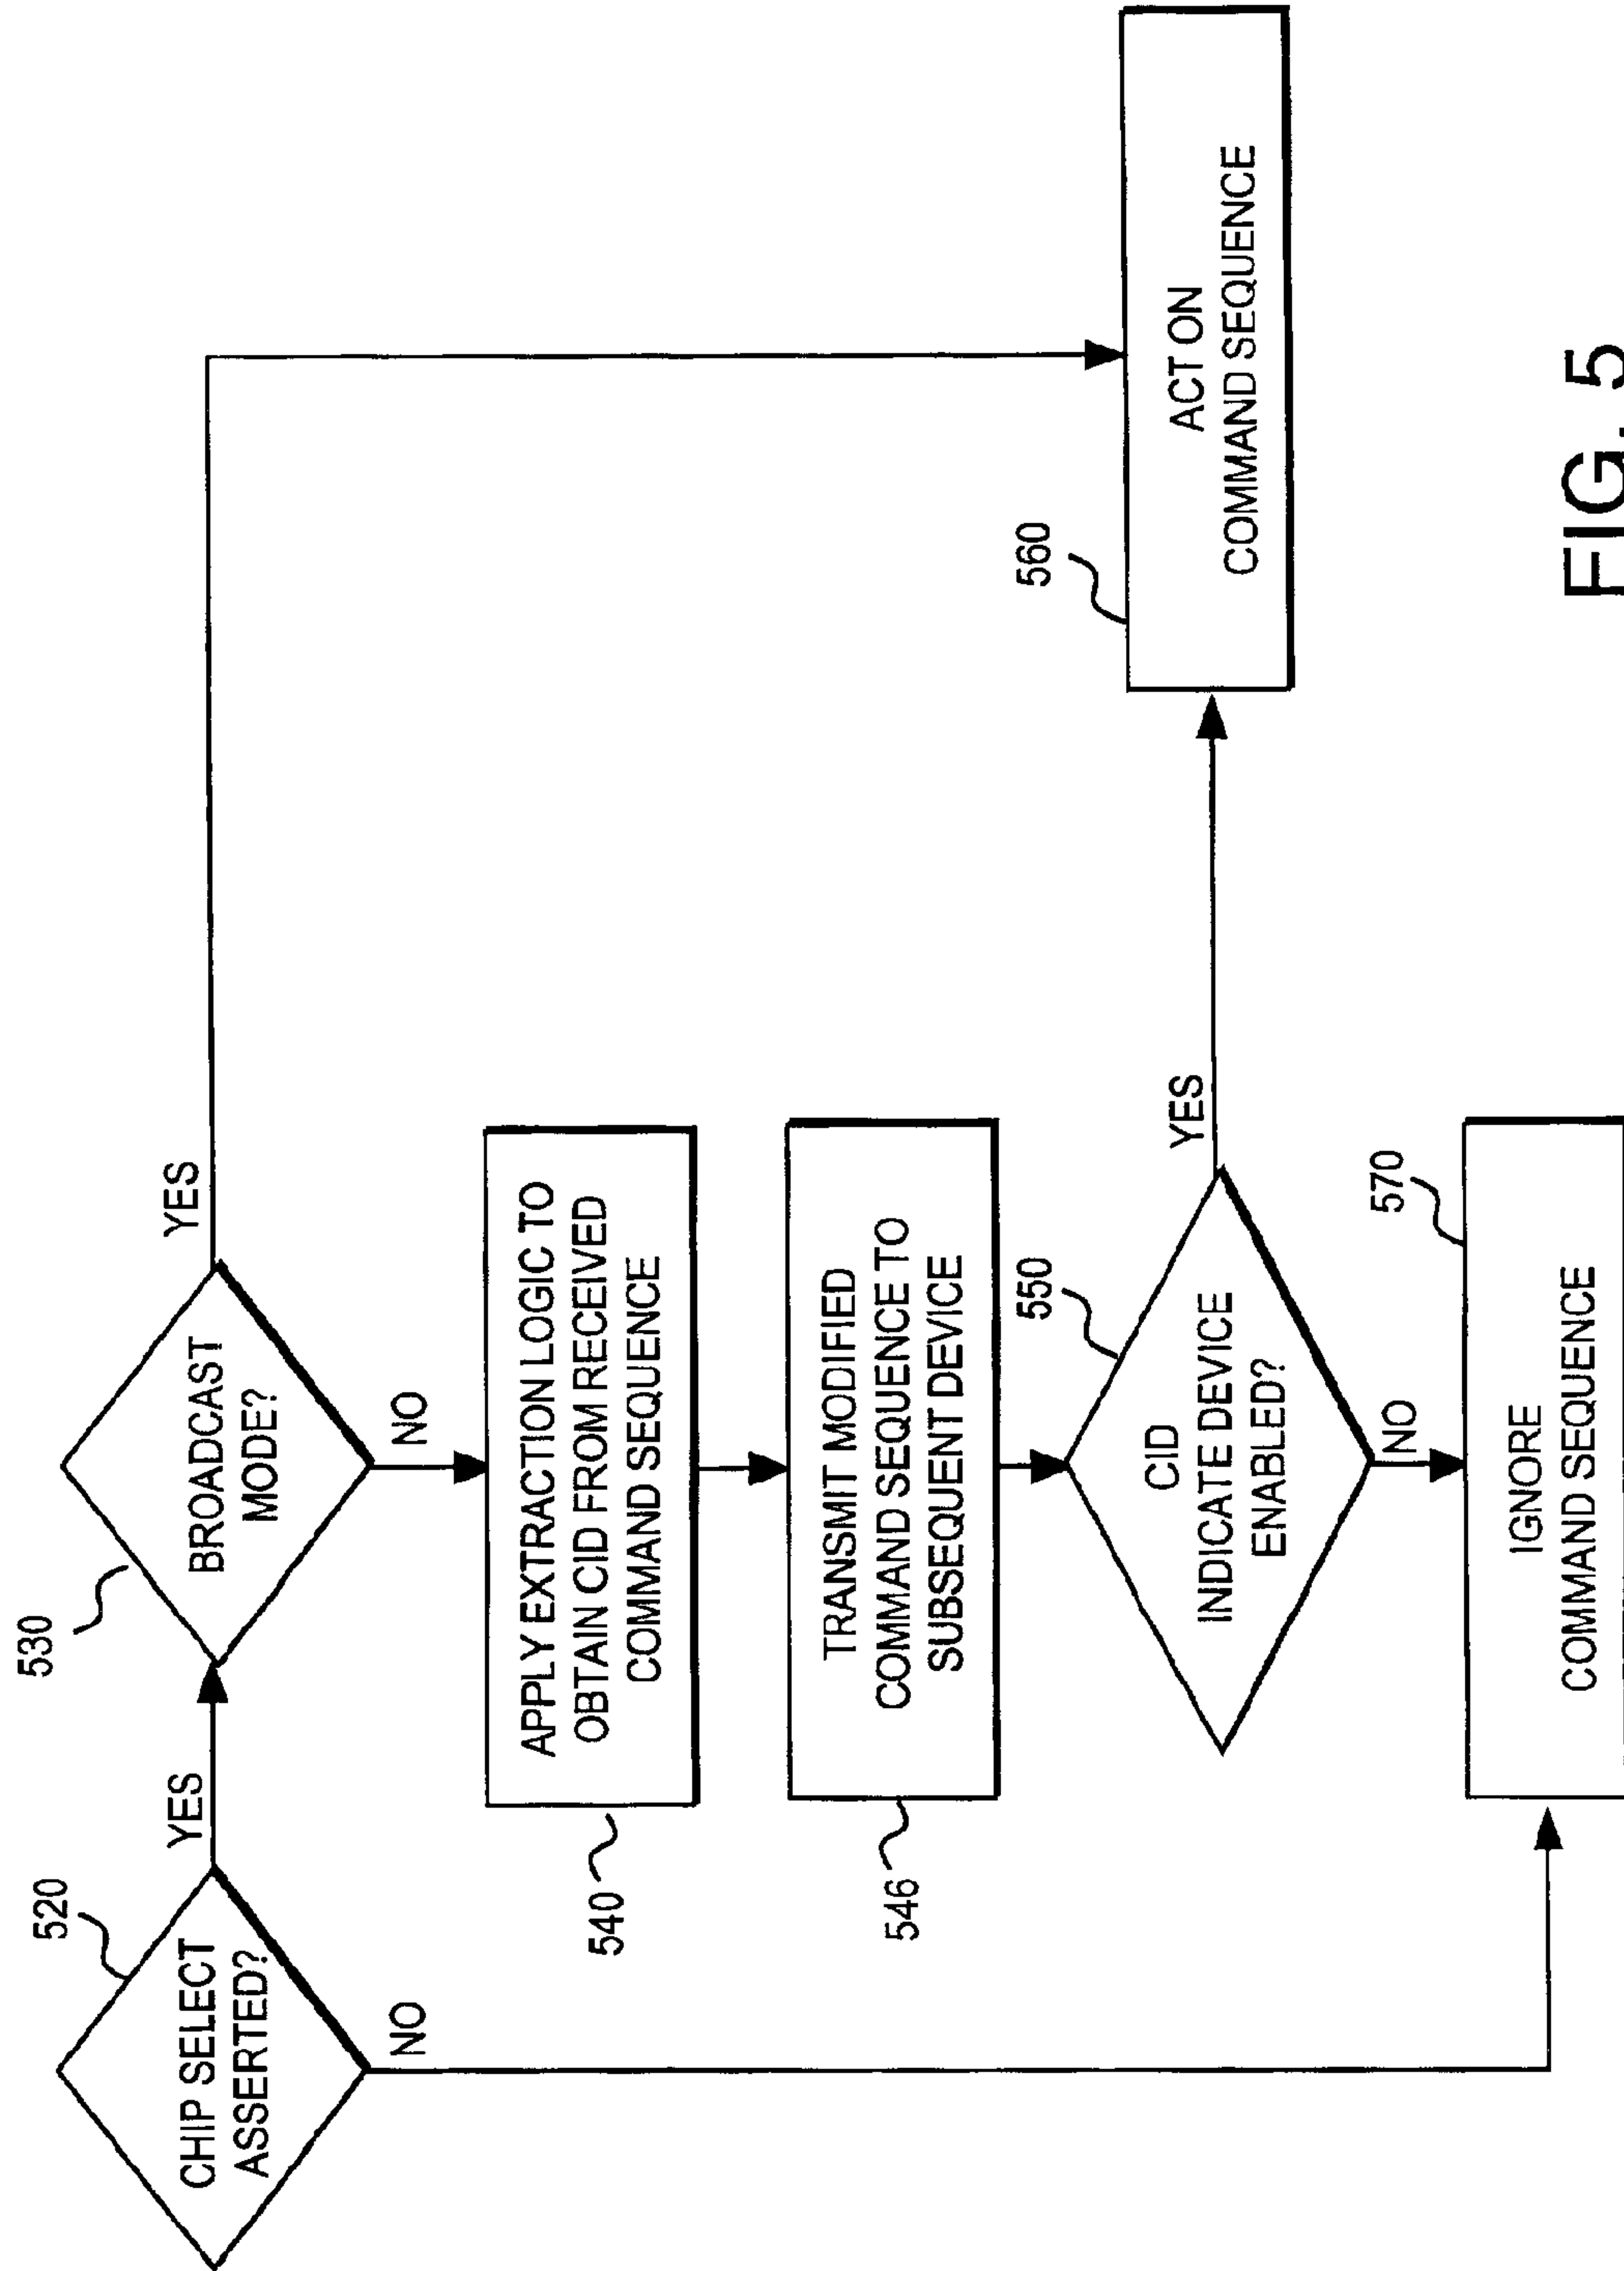 520
CHIP SELECT
ASSERTED?
YES
NO
530
BROADCAST
MODE?
YES
NO
540
APPLY EXTRACTION LOGIC TO
OBTAIN CID FROM RECEIVED
COMMAND SEQUENCE
546
TRANSMIT MODIFIED
COMMAND SEQUENCE TO
SUBSEQUENT DEVICE
550
CID
INDICATE DEVICE
ENABLED?
YES
NO
560
ACT ON
COMMAND SEQUENCE
570
IGNORE
COMMAND SEQUENCE
FIG. 5